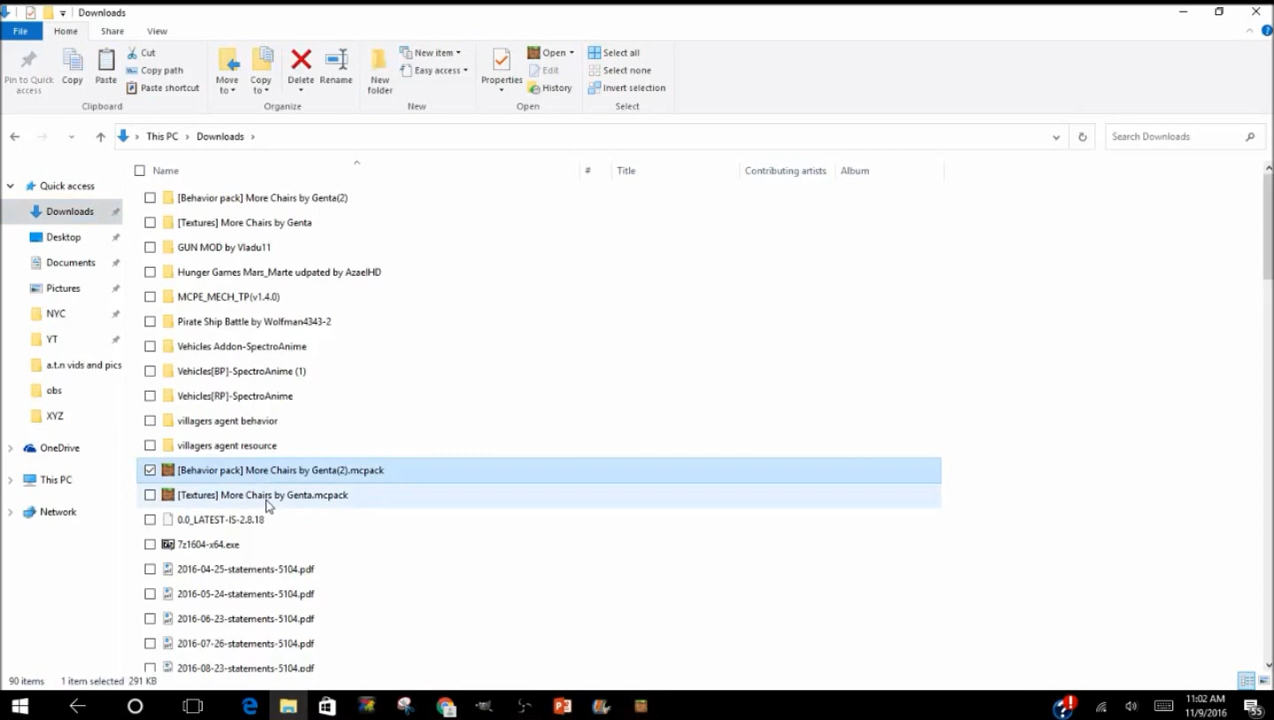 Downloads
File Home Share View
Pin to Quick access
Copy
Paste
Cut
Copy path
Paste shortcut
Clipboard
Move to
Copy to
Delete
Rename
Organize
New folder
New item
Easy access
New
Properties
Open
Edit
History
Open
Select all
Select none
Invert selection
Select
This PC > Downloads >
Search Downloads
Name # Title Contributing artists Album
Quick access
Downloads
Desktop
Documents
Pictures
NYC
YT
a.t.n vids and pics
obs
XYZ
OneDrive
This PC
Network
[Behavior pack] More Chairs by Genta(2)
[Textures] More Chairs by Genta
GUN MOD by Vladu11
Hunger Games Mars_Marte udpated by AzaelHD
MCPE_MECH_TP(v1.4.0)
Pirate Ship Battle by Wolfman4343-2
Vehicles Addon-SpectroAnime
Vehicles[BP]-SpectroAnime (1)
Vehicles[RP]-SpectroAnime
villagers agent behavior
villagers agent resource
[Behavior pack] More Chairs by Genta(2).mcpack
[Textures] More Chairs by Genta.mcpack
0.0_LATEST-IS-2.8.18
7z1604-x64.exe
2016-04-25-statements-5104.pdf
2016-05-24-statements-5104.pdf
2016-06-23-statements-5104.pdf
2016-07-26-statements-5104.pdf
2016-08-23-statements-5104.pdf
90 items 1 item selected 291 KB
11:02 AM
11/9/2016
55